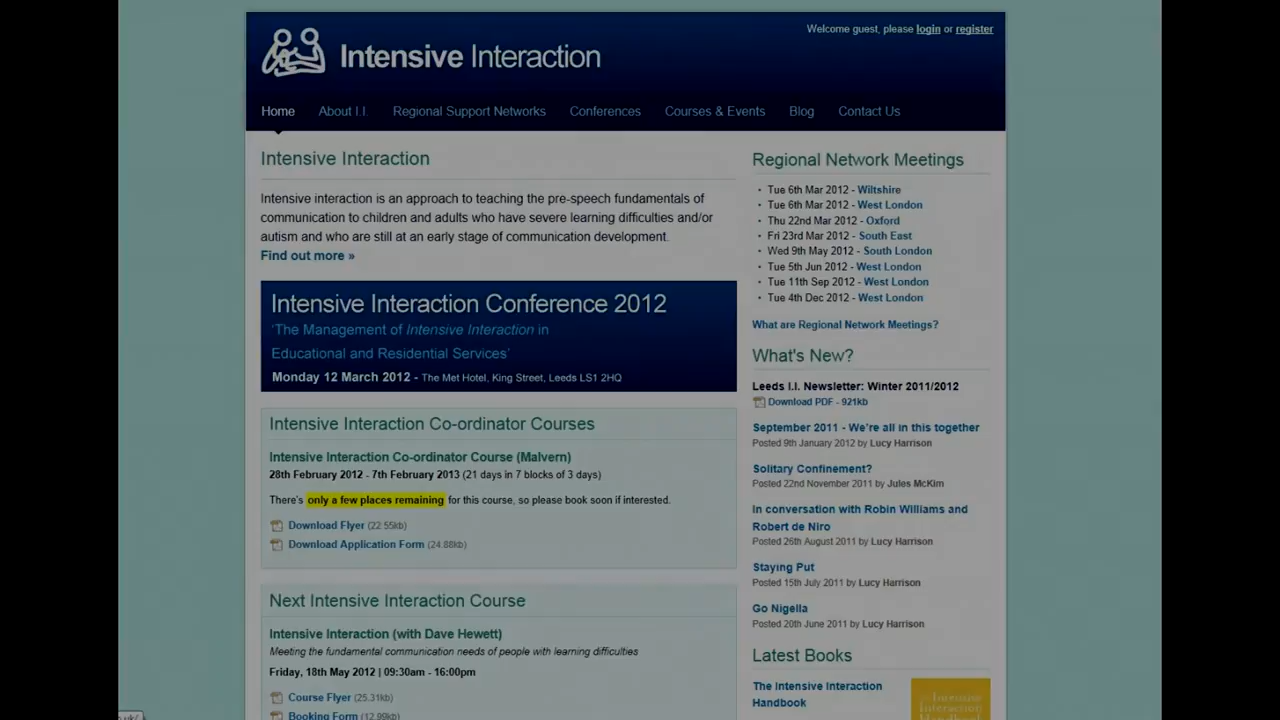 Welcome guest, please login or register
Intensive Interaction
Home About I.I. Regional Support Networks Conferences Courses & Events Blog Contact Us
Intensive Interaction
Intensive interaction is an approach to teaching the pre-speech fundamentals of
communication to children and adults who have severe learning difficulties and/or
autism and who are still at an early stage of communication development.
Find out more »
Intensive Interaction Conference 2012
'The Management of Intensive Interaction in
Educational and Residential Services'
Monday 12 March 2012 - The Met Hotel, King Street, Leeds LS1 2HQ
Intensive Interaction Co-ordinator Courses
Intensive Interaction Co-ordinator Course (Malvern)
28th February 2012 - 7th February 2013 (21 days in 7 blocks of 3 days)
There's only a few places remaining for this course, so please book soon if interested.
Download Flyer (22.55kb)
Download Application Form (24.88kb)
Next Intensive Interaction Course
Intensive Interaction (with Dave Hewett)
Meeting the fundamental communication needs of people with learning difficulties
Friday, 18th May 2012 | 09:30am - 16:00pm
Course Flyer (25.31kb)
Booking Form (12.99kb)
Regional Network Meetings
Tue 6th Mar 2012 - Wiltshire
Tue 6th Mar 2012 - West London
Thu 22nd Mar 2012 - Oxford
Fri 23rd Mar 2012 - South East
Wed 9th May 2012 - South London
Tue 5th Jun 2012 - West London
Tue 11th Sep 2012 - West London
Tue 4th Dec 2012 - West London
What are Regional Network Meetings?
What's New?
Leeds I.I. Newsletter: Winter 2011/2012
Download PDF - 921kb
September 2011 - We're all in this together
Posted 9th January 2012 by Lucy Harrison
Solitary Confinement?
Posted 22nd November 2011 by Jules McKim
In conversation with Robin Williams and
Robert de Niro
Posted 26th August 2011 by Lucy Harrison
Staying Put
Posted 15th July 2011 by Lucy Harrison
Go Nigella
Posted 20th June 2011 by Lucy Harrison
Latest Books
The Intensive Interaction
Handbook
Intensive
Interaction
Handbook